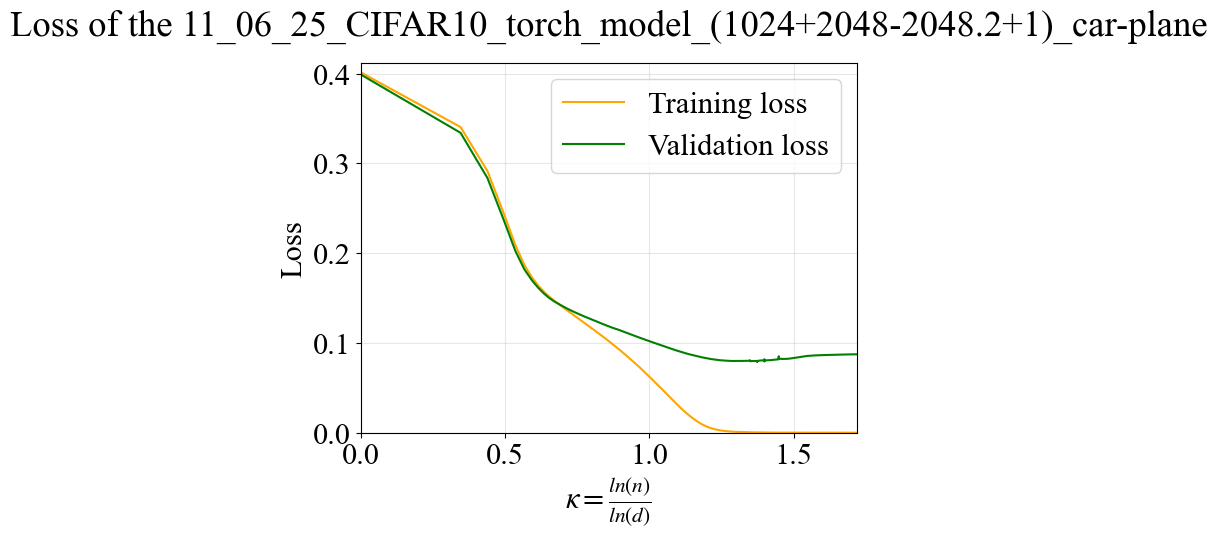 Loss of the 11_06_25_CIFAR10_torch_model_(1024+2048-2048.2+1)_car-plane
Training loss
Validation loss
Loss
0.4
0.3
0.2
0.1
0.0
0.0 0.5 1.0 1.5
κ = ln(n)/ln(d)